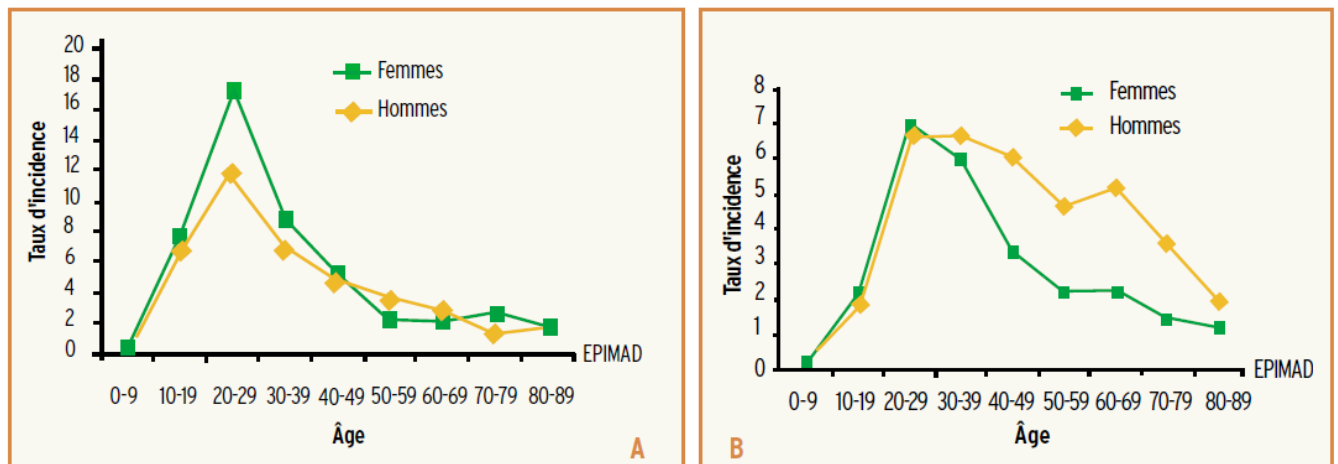 20
18
16
14
12
10
8
6
4
2
0
Taux d'incidence
Femmes
Hommes
EPIMAD
0-9 10-19 20-29 30-39 40-49 50-59 60-69 70-79 80-89
Âge
A
8
7
6
5
4
3
2
1
0
Taux d'incidence
Femmes
Hommes
EPIMAD
0-9 10-19 20-29 30-39 40-49 50-59 60-69 70-79 80-89
Âge
B